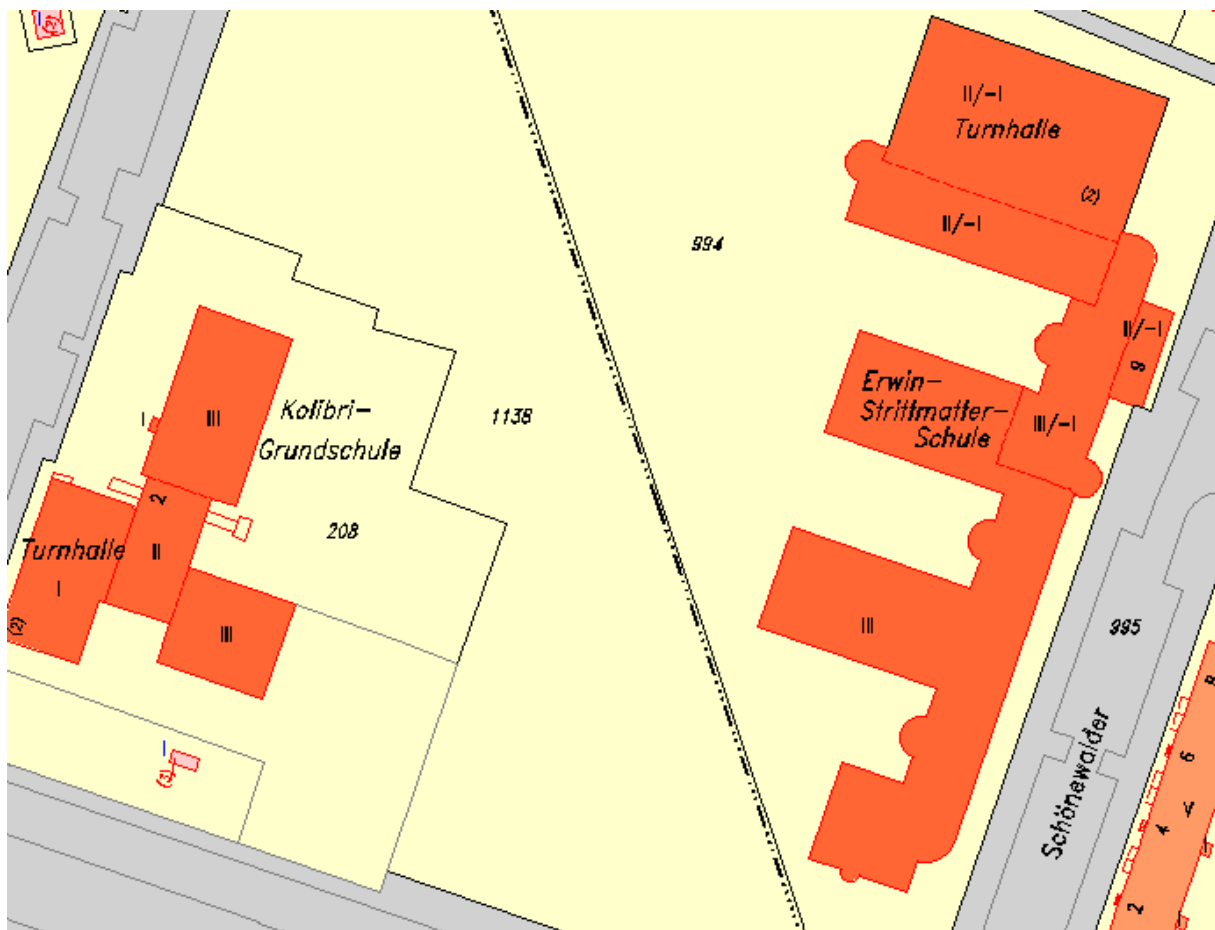 II/-I
Turnhalle
(2)
II/-I
994
II/-I
9
Erwin-
Strittmatter-
Schule
III/-I
I
III
Kolibri-
Grundschule
1138
2
208
Turnhalle
II
I
(2)
III
III
995
Schönewalder
8
6
4
2
I